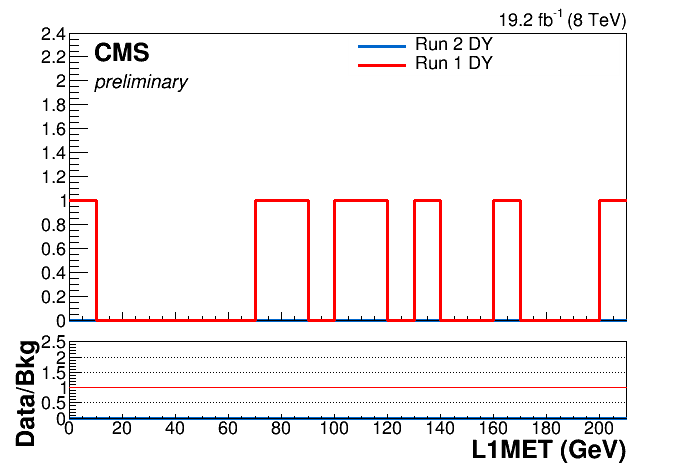 19.2 fb-1 (8 TeV)
CMS
preliminary
Run 2 DY
Run 1 DY
2.4
2.2
2
1.8
1.6
1.4
1.2
1
0.8
0.6
0.4
0.2
0
Data/Bkg
2.5
2
1.5
1
0.5
0
0 20 40 60 80 100 120 140 160 180 200
L1MET (GeV)